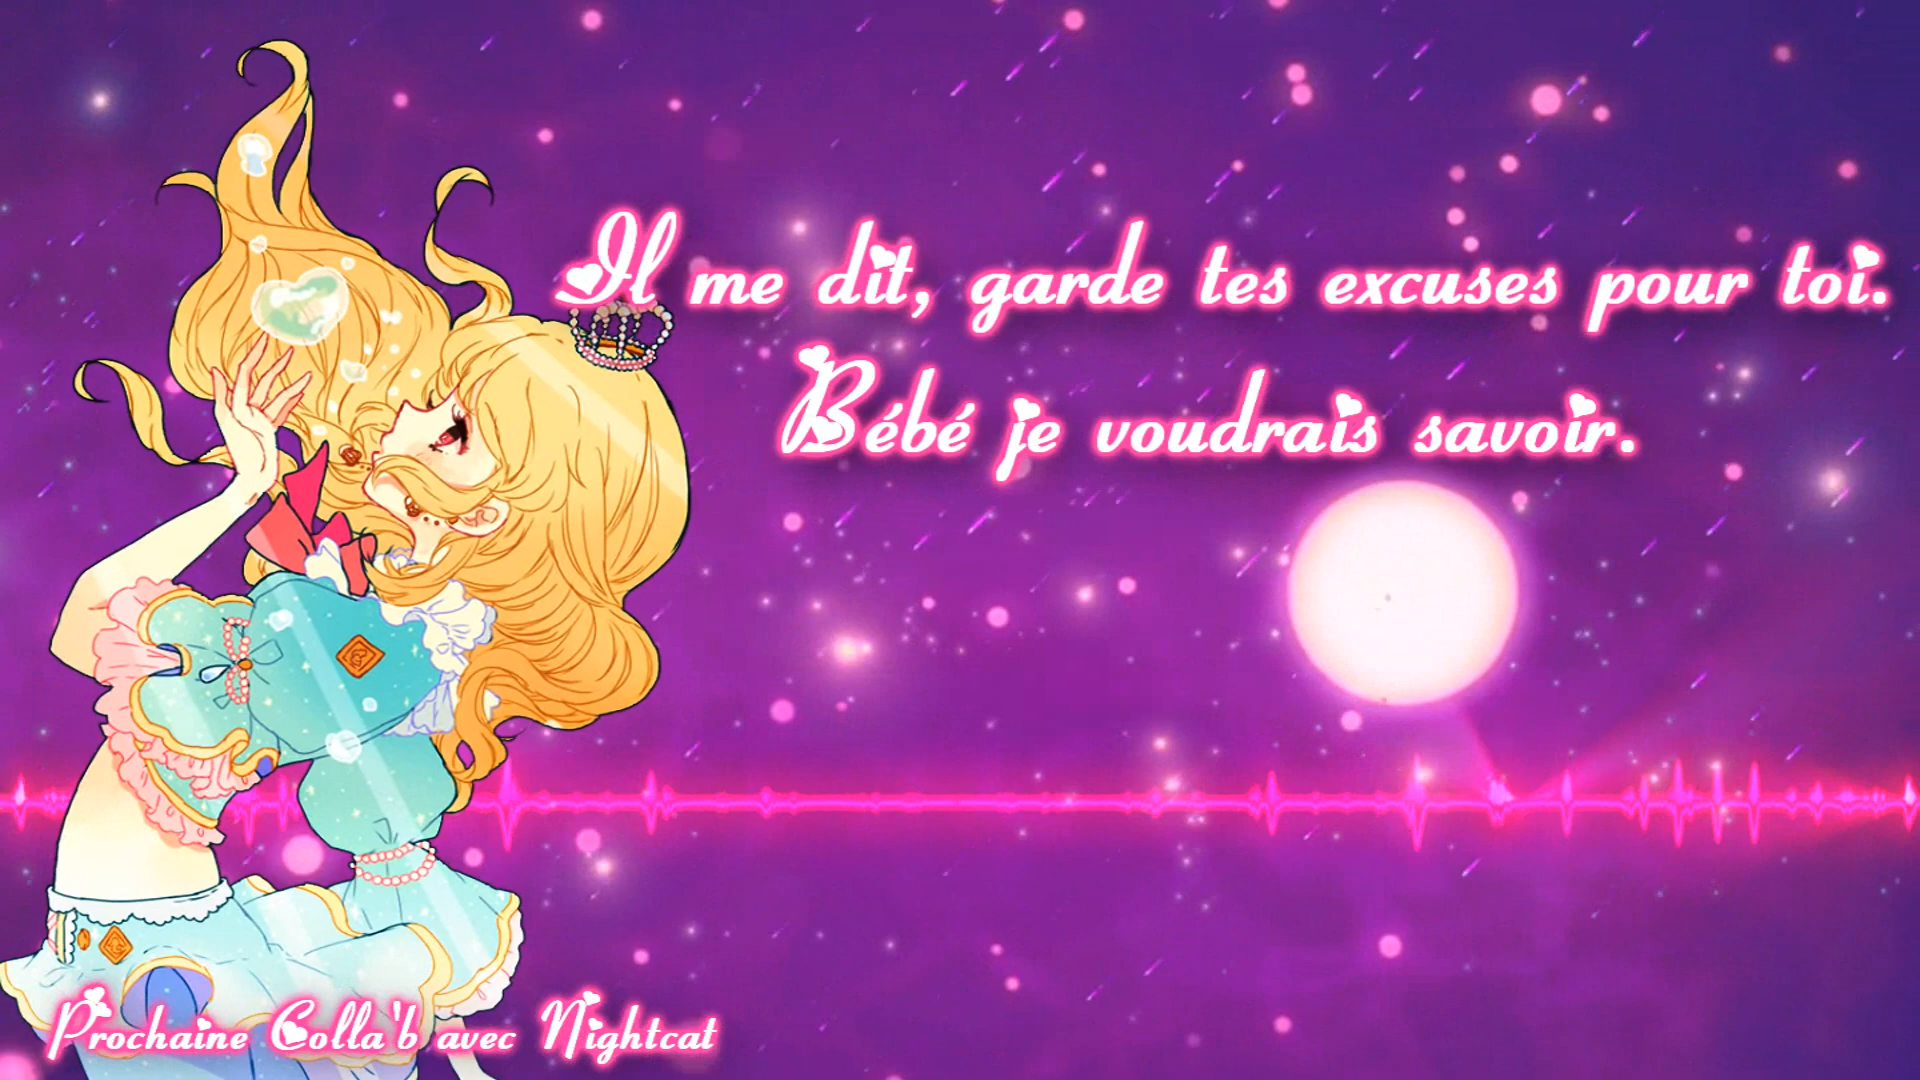 Il me dit, garde tes excuses pour toi.
Bébé je voudrais savoir.
Prochaine Colla'b avec Nightcat